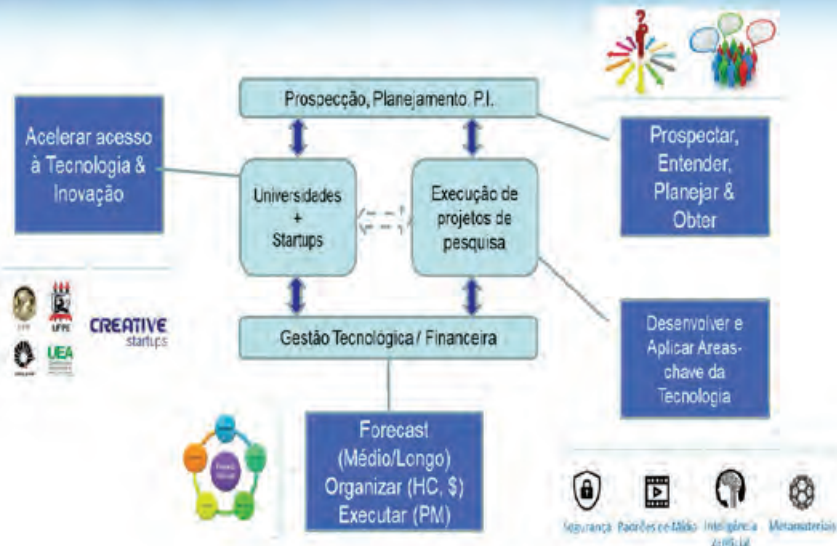 Prospecção, Planejamento, P.I.
Acelerar acesso
à Tecnologia &
Inovação
Universidades
+
Startups
Execução de
projetos de
pesquisa
Prospectar,
Entender,
Planejar &
Obter
UFPE
UEA
CREATIVE
startups
Gestão Tecnológica / Financeira
Desenvolver e
Aplicar Áreas-
chave da
Tecnologia
Forecast
(Médio/Longo)
Organizar (HC, $)
Executar (PM)
Segurança
Padrões de Mídia
Inteligência
Artificial
Metamateriais